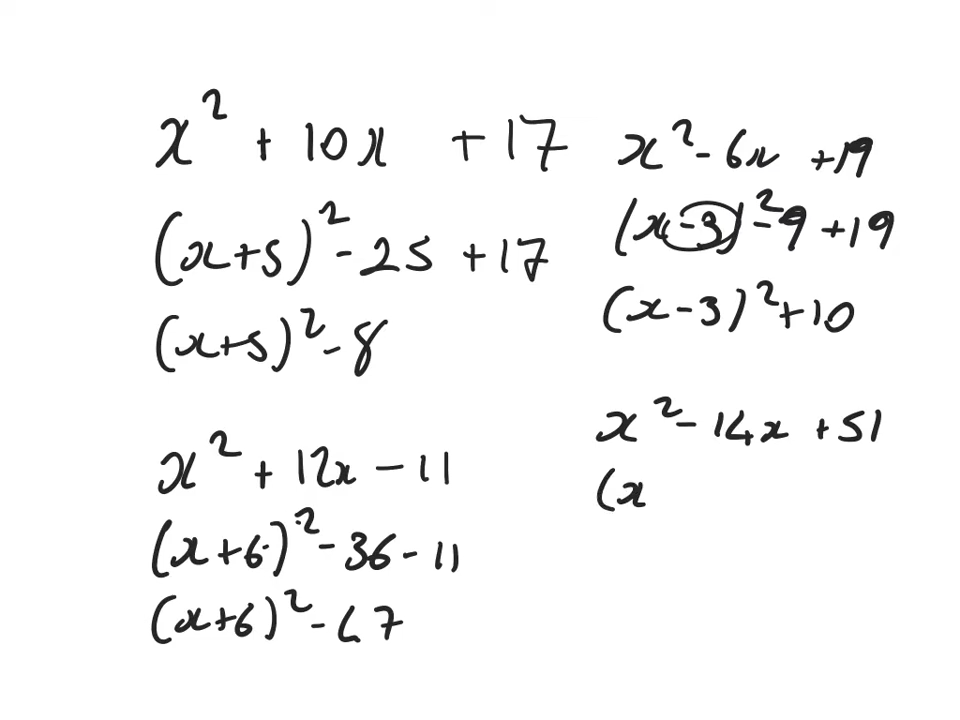 x² + 10x + 17
(x+5)² - 25 + 17
(x+5)² - 8
x² + 12x - 11
(x+6)² - 36 - 11
(x+6)² - 47
x² - 6x + 19
(x-3)² - 9 + 19
(x-3)² + 10
x² - 14x + 51
(x